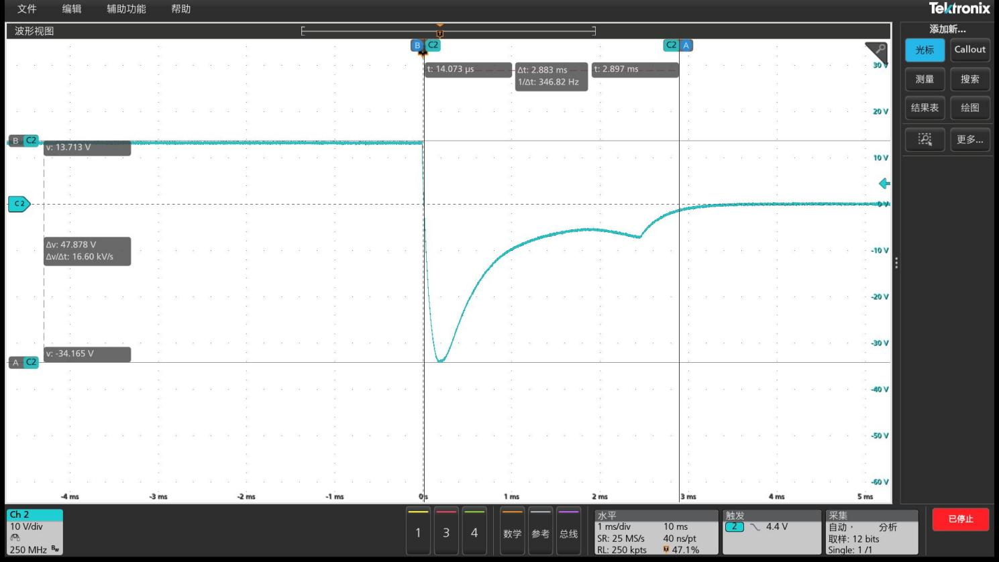 文件 编辑 辅助功能 帮助
Tektronix
波形视图
添加新...
光标 Callout
测量 搜索
结果表 绘图
更多...
B C2
C2 A
t: 14.073 µs
Δt: 2.883 ms
1/Δt: 346.82 Hz
t: 2.897 ms
30 V
20 V
10 V
0 V
-10 V
-20 V
-30 V
-40 V
-50 V
-60 V
B C2
v: 13.713 V
C2
Δv: 47.878 V
Δv/Δt: 16.60 kV/s
v: -34.165 V
A C2
-4 ms -3 ms -2 ms -1 ms 0s 1 ms 2 ms 3 ms 4 ms 5 ms
Ch 2
10 V/div
250 MHz Bw
1 3 4 数学 参考 总线
水平
1 ms/div 10 ms
SR: 25 MS/s 40 ns/pt
RL: 250 kpts 47.1%
触发
2 4.4 V
采集
自动 · 分析
取样: 12 bits
Single: 1 /1
已停止